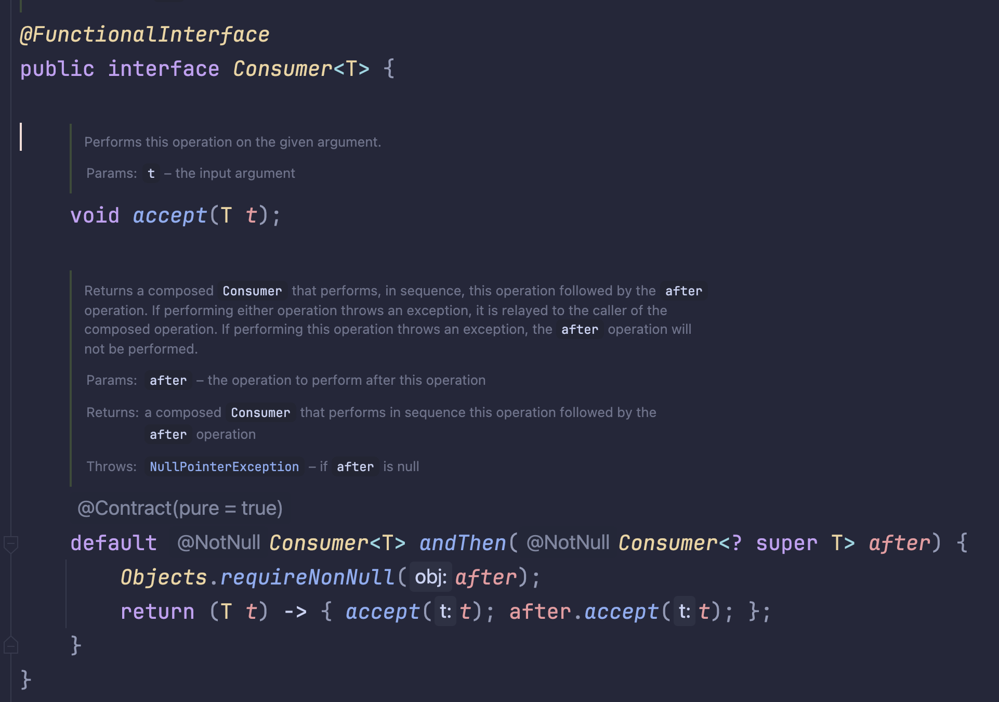 @FunctionalInterface
public interface Consumer<T> {
Performs this operation on the given argument.
Params: t – the input argument
void accept(T t);
Returns a composed Consumer that performs, in sequence, this operation followed by the after
operation. If performing either operation throws an exception, it is relayed to the caller of the
composed operation. If performing this operation throws an exception, the after operation will
not be performed.
Params: after – the operation to perform after this operation
Returns: a composed Consumer that performs in sequence this operation followed by the
after operation
Throws: NullPointerException – if after is null
@Contract(pure = true)
default @NotNull Consumer<T> andThen( @NotNull Consumer<? super T> after) {
Objects.requireNonNull( obj: after);
return (T t) -> { accept( t: t); after.accept( t: t); };
}
}